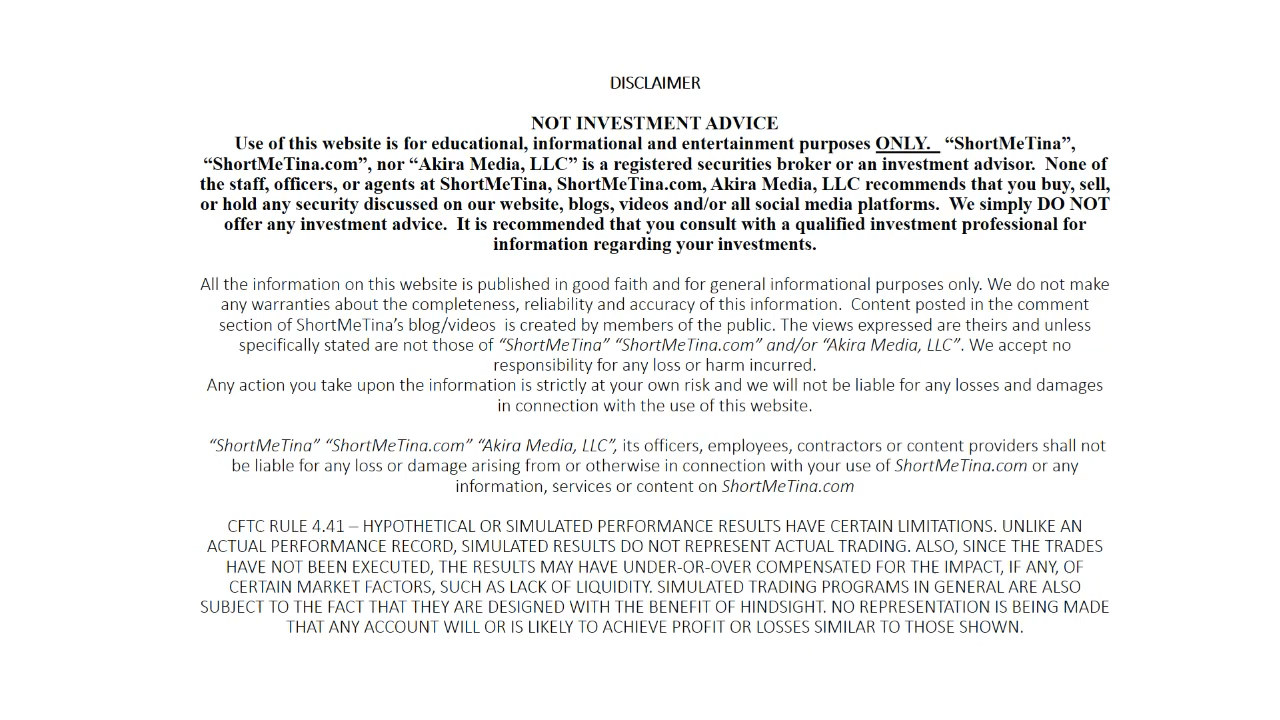 DISCLAIMER
NOT INVESTMENT ADVICE
Use of this website is for educational, informational and entertainment purposes ONLY. “ShortMeTina”,
“ShortMeTina.com”, nor “Akira Media, LLC” is a registered securities broker or an investment advisor. None of
the staff, officers, or agents at ShortMeTina, ShortMeTina.com, Akira Media, LLC recommends that you buy, sell,
or hold any security discussed on our website, blogs, videos and/or all social media platforms. We simply DO NOT
offer any investment advice. It is recommended that you consult with a qualified investment professional for
information regarding your investments.
All the information on this website is published in good faith and for general informational purposes only. We do not make
any warranties about the completeness, reliability and accuracy of this information. Content posted in the comment
section of ShortMeTina’s blog/videos is created by members of the public. The views expressed are theirs and unless
specifically stated are not those of “ShortMeTina” “ShortMeTina.com” and/or “Akira Media, LLC”. We accept no
responsibility for any loss or harm incurred.
Any action you take upon the information is strictly at your own risk and we will not be liable for any losses and damages
in connection with the use of this website.
“ShortMeTina” “ShortMeTina.com” “Akira Media, LLC”, its officers, employees, contractors or content providers shall not
be liable for any loss or damage arising from or otherwise in connection with your use of ShortMeTina.com or any
information, services or content on ShortMeTina.com
CFTC RULE 4.41 – HYPOTHETICAL OR SIMULATED PERFORMANCE RESULTS HAVE CERTAIN LIMITATIONS. UNLIKE AN
ACTUAL PERFORMANCE RECORD, SIMULATED RESULTS DO NOT REPRESENT ACTUAL TRADING. ALSO, SINCE THE TRADES
HAVE NOT BEEN EXECUTED, THE RESULTS MAY HAVE UNDER-OR-OVER COMPENSATED FOR THE IMPACT, IF ANY, OF
CERTAIN MARKET FACTORS, SUCH AS LACK OF LIQUIDITY. SIMULATED TRADING PROGRAMS IN GENERAL ARE ALSO
SUBJECT TO THE FACT THAT THEY ARE DESIGNED WITH THE BENEFIT OF HINDSIGHT. NO REPRESENTATION IS BEING MADE
THAT ANY ACCOUNT WILL OR IS LIKELY TO ACHIEVE PROFIT OR LOSSES SIMILAR TO THOSE SHOWN.